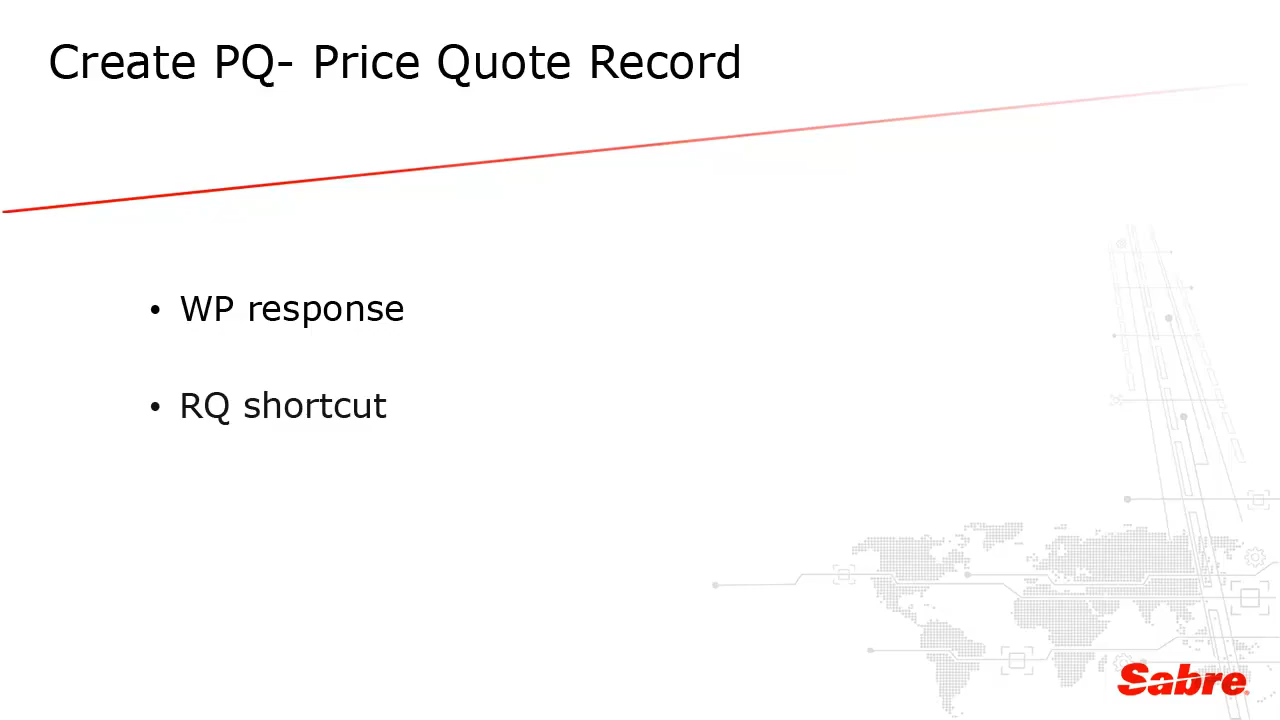 Create PQ- Price Quote Record
• WP response
• RQ shortcut
Sabre